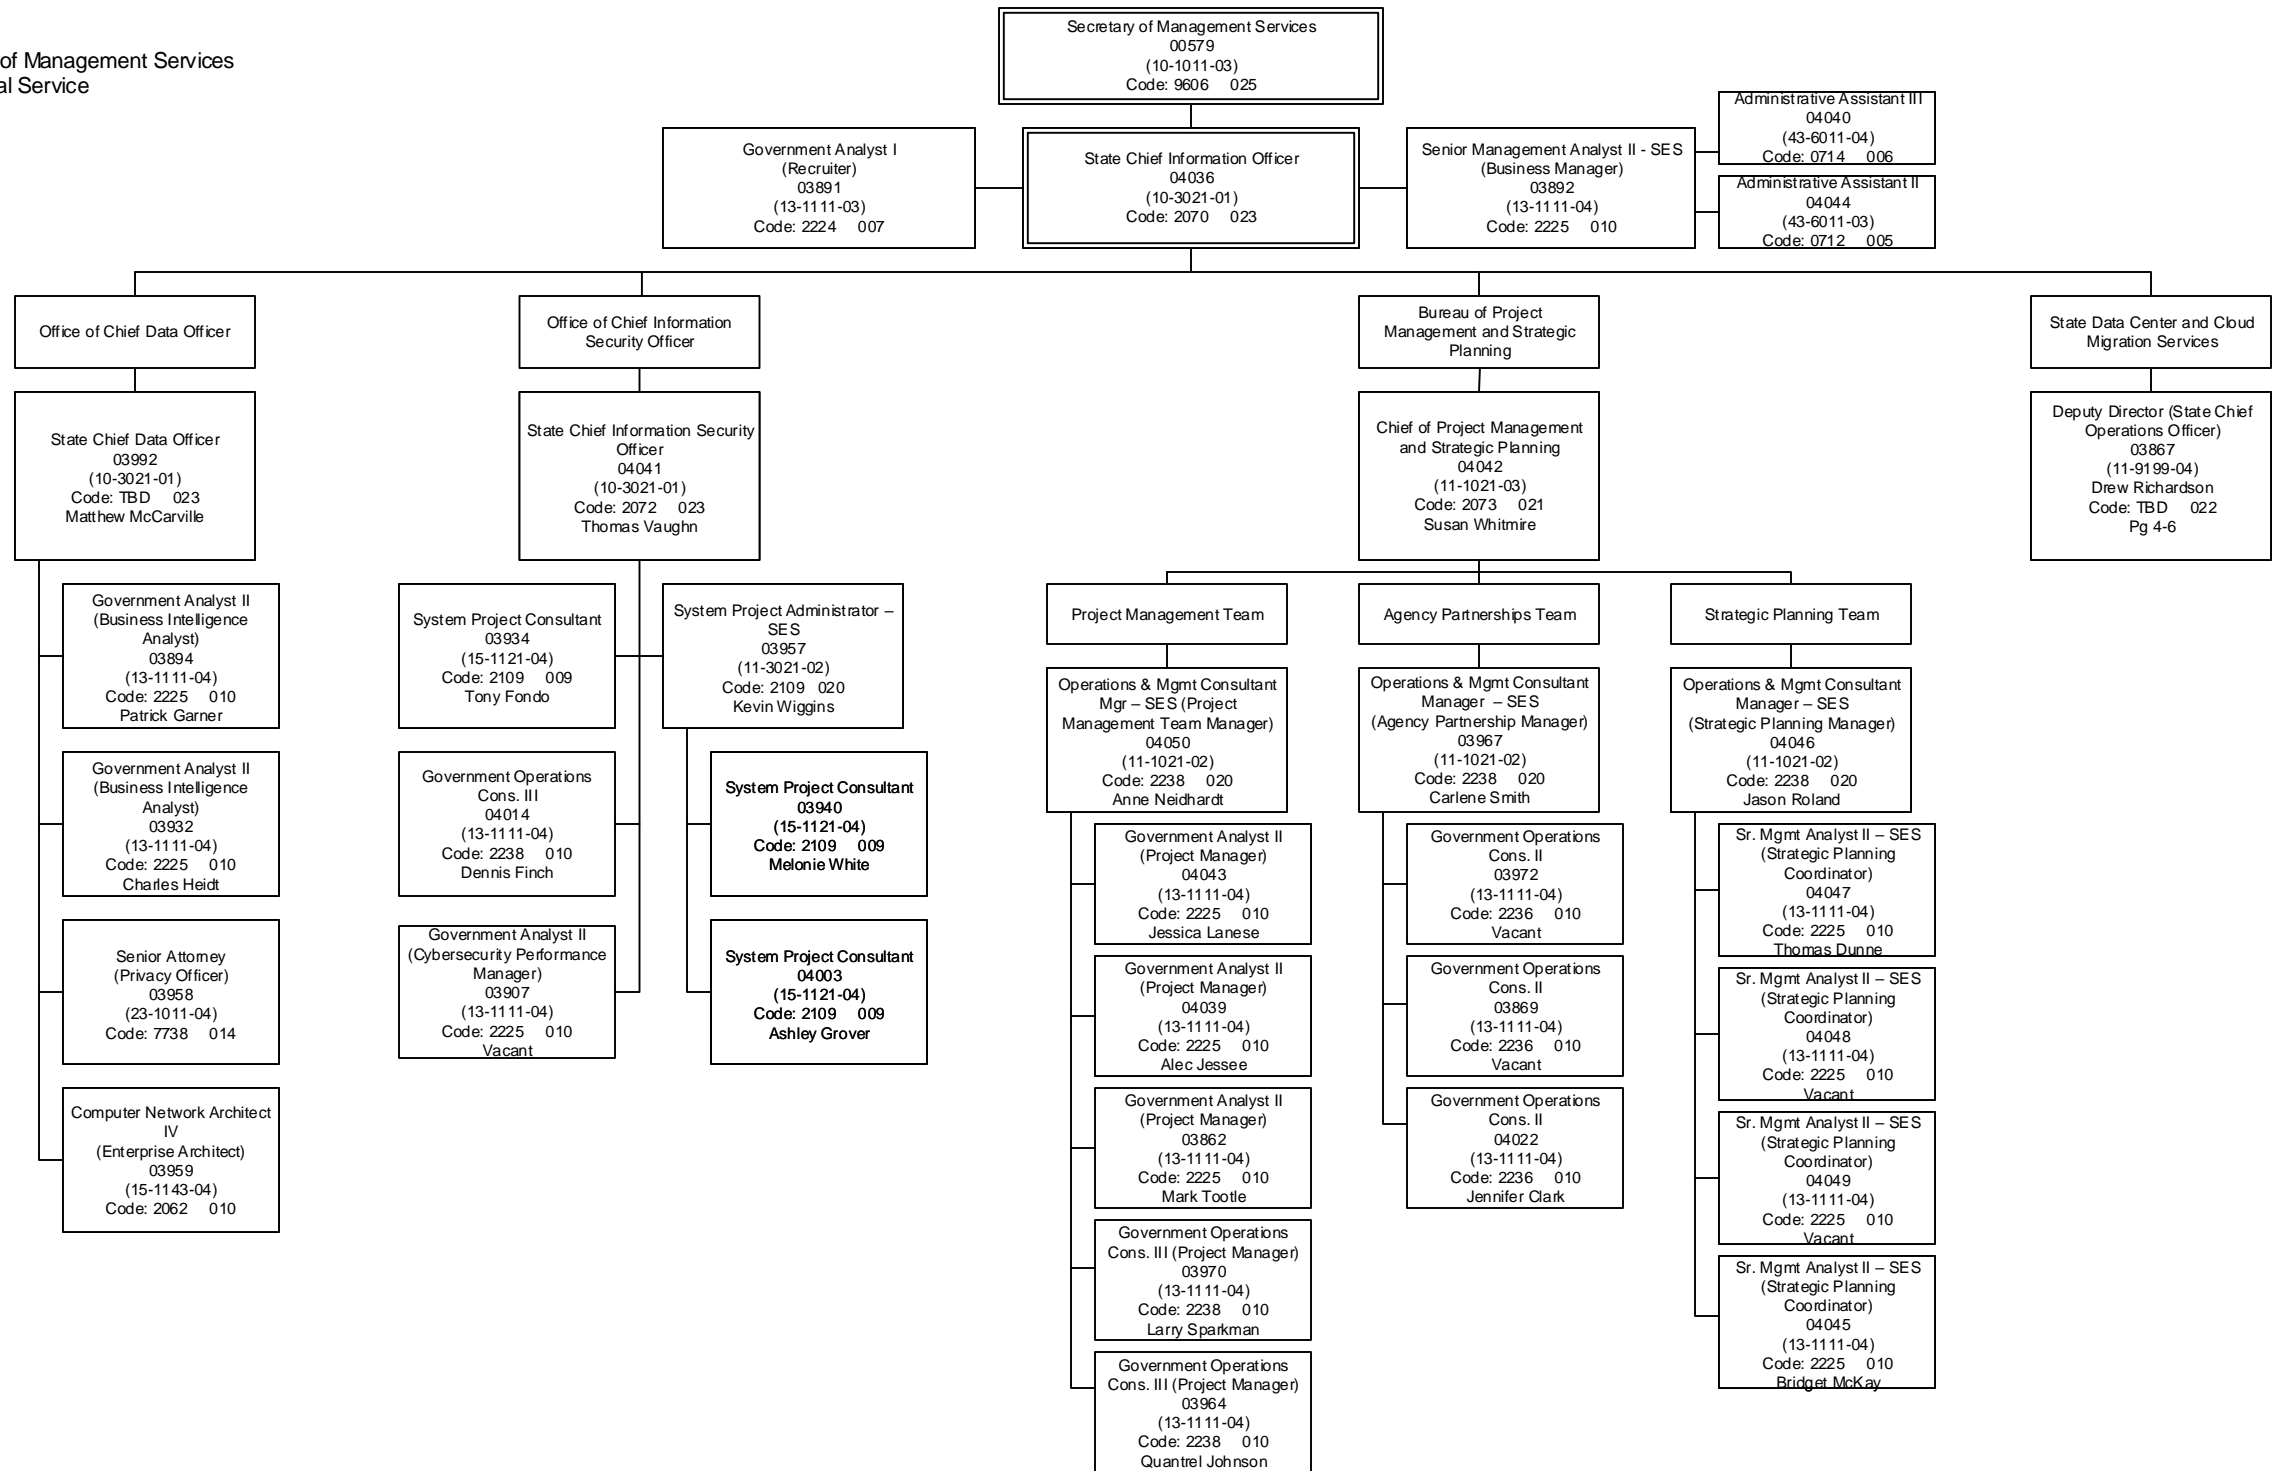 of Management Services
al Service
Secretary of Management Services
00579
(10-1011-03)
Code: 9606 025
Government Analyst I
(Recruiter)
03891
(13-1111-03)
Code: 2224 007
State Chief Information Officer
04036
(10-3021-01)
Code: 2070 023
Senior Management Analyst II - SES
(Business Manager)
03892
(13-1111-04)
Code: 2225 010
Administrative Assistant III
04040
(43-6011-04)
Code: 0714 006
Administrative Assistant II
04044
(43-6011-03)
Code: 0712 005
Office of Chief Data Officer
Office of Chief Information
Security Officer
Bureau of Project
Management and Strategic
Planning
State Data Center and Cloud
Migration Services
State Chief Data Officer
03992
(10-3021-01)
Code: TBD 023
Matthew McCarville
State Chief Information Security
Officer
04041
(10-3021-01)
Code: 2072 023
Thomas Vaughn
Chief of Project Management
and Strategic Planning
04042
(11-1021-03)
Code: 2073 021
Susan Whitmire
Deputy Director (State Chief
Operations Officer)
03867
(11-9199-04)
Drew Richardson
Code: TBD 022
Pg 4-6
Government Analyst II
(Business Intelligence
Analyst)
03894
(13-1111-04)
Code: 2225 010
Patrick Garner
Government Analyst II
(Business Intelligence
Analyst)
03932
(13-1111-04)
Code: 2225 010
Charles Heidt
Senior Attorney
(Privacy Officer)
03958
(23-1011-04)
Code: 7738 014
Computer Network Architect
IV
(Enterprise Architect)
03959
(15-1143-04)
Code: 2062 010
System Project Consultant
03934
(15-1121-04)
Code: 2109 009
Tony Fondo
Government Operations
Cons. III
04014
(13-1111-04)
Code: 2238 010
Dennis Finch
Government Analyst II
(Cybersecurity Performance
Manager)
03907
(13-1111-04)
Code: 2225 010
Vacant
System Project Administrator –
SES
03957
(11-3021-02)
Code: 2109 020
Kevin Wiggins
System Project Consultant
03940
(15-1121-04)
Code: 2109 009
Melonie White
System Project Consultant
04003
(15-1121-04)
Code: 2109 009
Ashley Grover
Project Management Team
Operations & Mgmt Consultant
Mgr – SES (Project
Management Team Manager)
04050
(11-1021-02)
Code: 2238 020
Anne Neidhardt
Government Analyst II
(Project Manager)
04043
(13-1111-04)
Code: 2225 010
Jessica Lanese
Government Analyst II
(Project Manager)
04039
(13-1111-04)
Code: 2225 010
Alec Jessee
Government Analyst II
(Project Manager)
03862
(13-1111-04)
Code: 2225 010
Mark Tootle
Government Operations
Cons. III (Project Manager)
03970
(13-1111-04)
Code: 2238 010
Larry Sparkman
Government Operations
Cons. III (Project Manager)
03964
(13-1111-04)
Code: 2238 010
Quantrel Johnson
Agency Partnerships Team
Operations & Mgmt Consultant
Manager – SES
(Agency Partnership Manager)
03967
(11-1021-02)
Code: 2238 020
Carlene Smith
Government Operations
Cons. II
03972
(13-1111-04)
Code: 2236 010
Vacant
Government Operations
Cons. II
03869
(13-1111-04)
Code: 2236 010
Vacant
Government Operations
Cons. II
04022
(13-1111-04)
Code: 2236 010
Jennifer Clark
Strategic Planning Team
Operations & Mgmt Consultant
Manager – SES
(Strategic Planning Manager)
04046
(11-1021-02)
Code: 2238 020
Jason Roland
Sr. Mgmt Analyst II – SES
(Strategic Planning
Coordinator)
04047
(13-1111-04)
Code: 2225 010
Thomas Dunne
Sr. Mgmt Analyst II – SES
(Strategic Planning
Coordinator)
04048
(13-1111-04)
Code: 2225 010
Vacant
Sr. Mgmt Analyst II – SES
(Strategic Planning
Coordinator)
04049
(13-1111-04)
Code: 2225 010
Vacant
Sr. Mgmt Analyst II – SES
(Strategic Planning
Coordinator)
04045
(13-1111-04)
Code: 2225 010
Bridget McKay